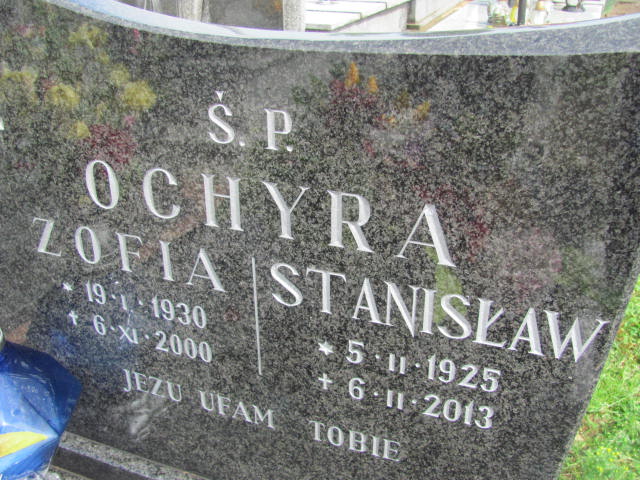 Ś. P.
OCHYRA
ZOFIA
* 19 · I · 1930
+ 6 · XI · 2000
STANISŁAW
* 5 · II · 1925
+ 6 · II · 2013
JEZU UFAM TOBIE